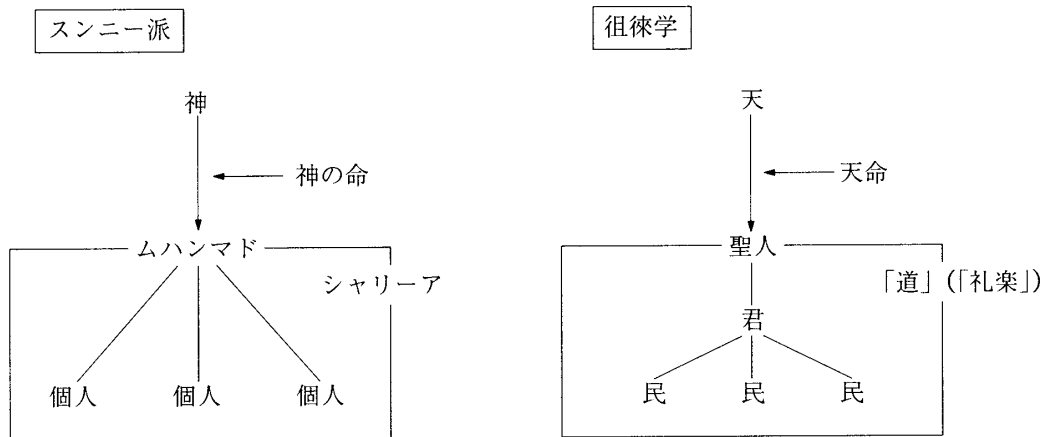 スンニー派
神
神の命
ムハンマド
シャリーア
個人 個人 個人
徂徠学
天
天命
聖人
「道」(「礼楽」)
君
民 民 民